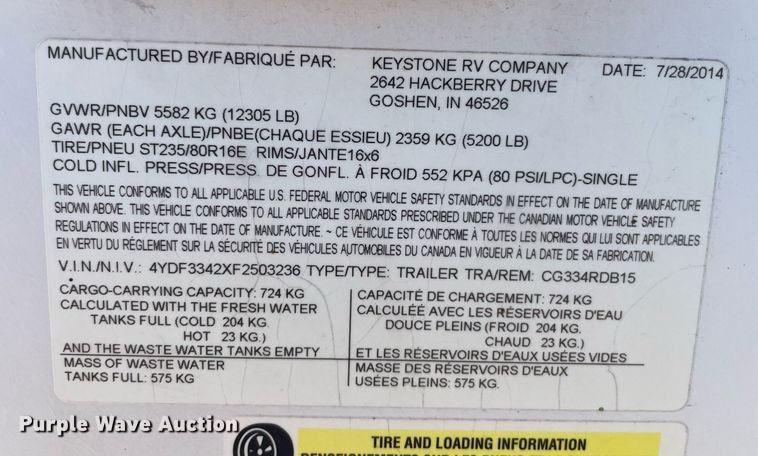 MANUFACTURED BY/FABRIQUÉ PAR: KEYSTONE RV COMPANY DATE: 7/28/2014
2642 HACKBERRY DRIVE
GOSHEN, IN 46526
GVWR/PNBV 5582 KG (12305 LB)
GAWR (EACH AXLE)/PNBE(CHAQUE ESSIEU) 2359 KG (5200 LB)
TIRE/PNEU ST235/80R16E RIMS/JANTE16x6
COLD INFL. PRESS/PRESS. DE GONFL. À FROID 552 KPA (80 PSI/LPC)-SINGLE
THIS VEHICLE CONFORMS TO ALL APPLICABLE U.S. FEDERAL MOTOR VEHICLE SAFETY STANDARDS IN EFFECT ON THE DATE OF MANUFACTURE
SHOWN ABOVE. THIS VEHICLE CONFORMS TO ALL APPLICABLE STANDARDS PRESCRIBED UNDER THE CANADIAN MOTOR VEHICLE SAFETY
REGULATIONS IN EFFECT ON THE DATE OF MANUFACTURE. ~ CE VÉHICULE EST CONFORME À TOUTES LES NORMES QUI LUI SONT APPLICABLES
EN VERTU DU RÉGLEMENT SUR LA SÉCURITÉ DES VÉHICULES AUTOMOBILES DU CANADA EN VIGUEUR À LA DATE DE SA FABRICATION.
V.I.N./N.I.V.: 4YDF3342XF2503236 TYPE/TYPE: TRAILER TRA/REM: CG334RDB15
CARGO-CARRYING CAPACITY: 724 KG
CALCULATED WITH THE FRESH WATER
TANKS FULL (COLD 204 KG.
HOT 23 KG.)
AND THE WASTE WATER TANKS EMPTY
MASS OF WASTE WATER
TANKS FULL: 575 KG
CAPACITÉ DE CHARGEMENT: 724 KG
CALCULÉE AVEC LES RÉSERVOIRS D'EAU
DOUCE PLEINS (FROID 204 KG.
CHAUD 23 KG.)
ET LES RÉSERVOIRS D'EAUX USÉES VIDES
MASSE DES RÉSERVOIRS D'EAUX
USÉES PLEINS: 575 KG.
Purple Wave Auction
TIRE AND LOADING INFORMATION